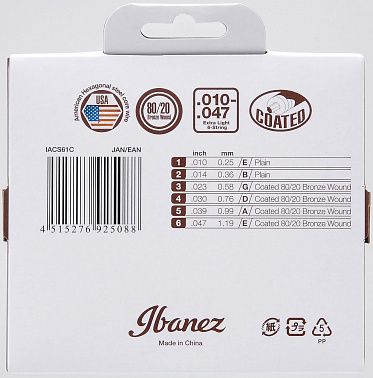 American Hexagonal steel core wire
USA
80/20
Bronze Wound
.010-
.047
Extra Light
6-String
COATED
IACS61C JAN/EAN
4 515276 925088
inch mm
1 .010 0.25 /E/ Plain
2 .014 0.36 /B/ Plain
3 .023 0.58 /G/ Coated 80/20 Bronze Wound
4 .030 0.76 /D/ Coated 80/20 Bronze Wound
5 .039 0.99 /A/ Coated 80/20 Bronze Wound
6 .047 1.19 /E/ Coated 80/20 Bronze Wound
Ibanez
Made in China
紙 プラ 5
PP